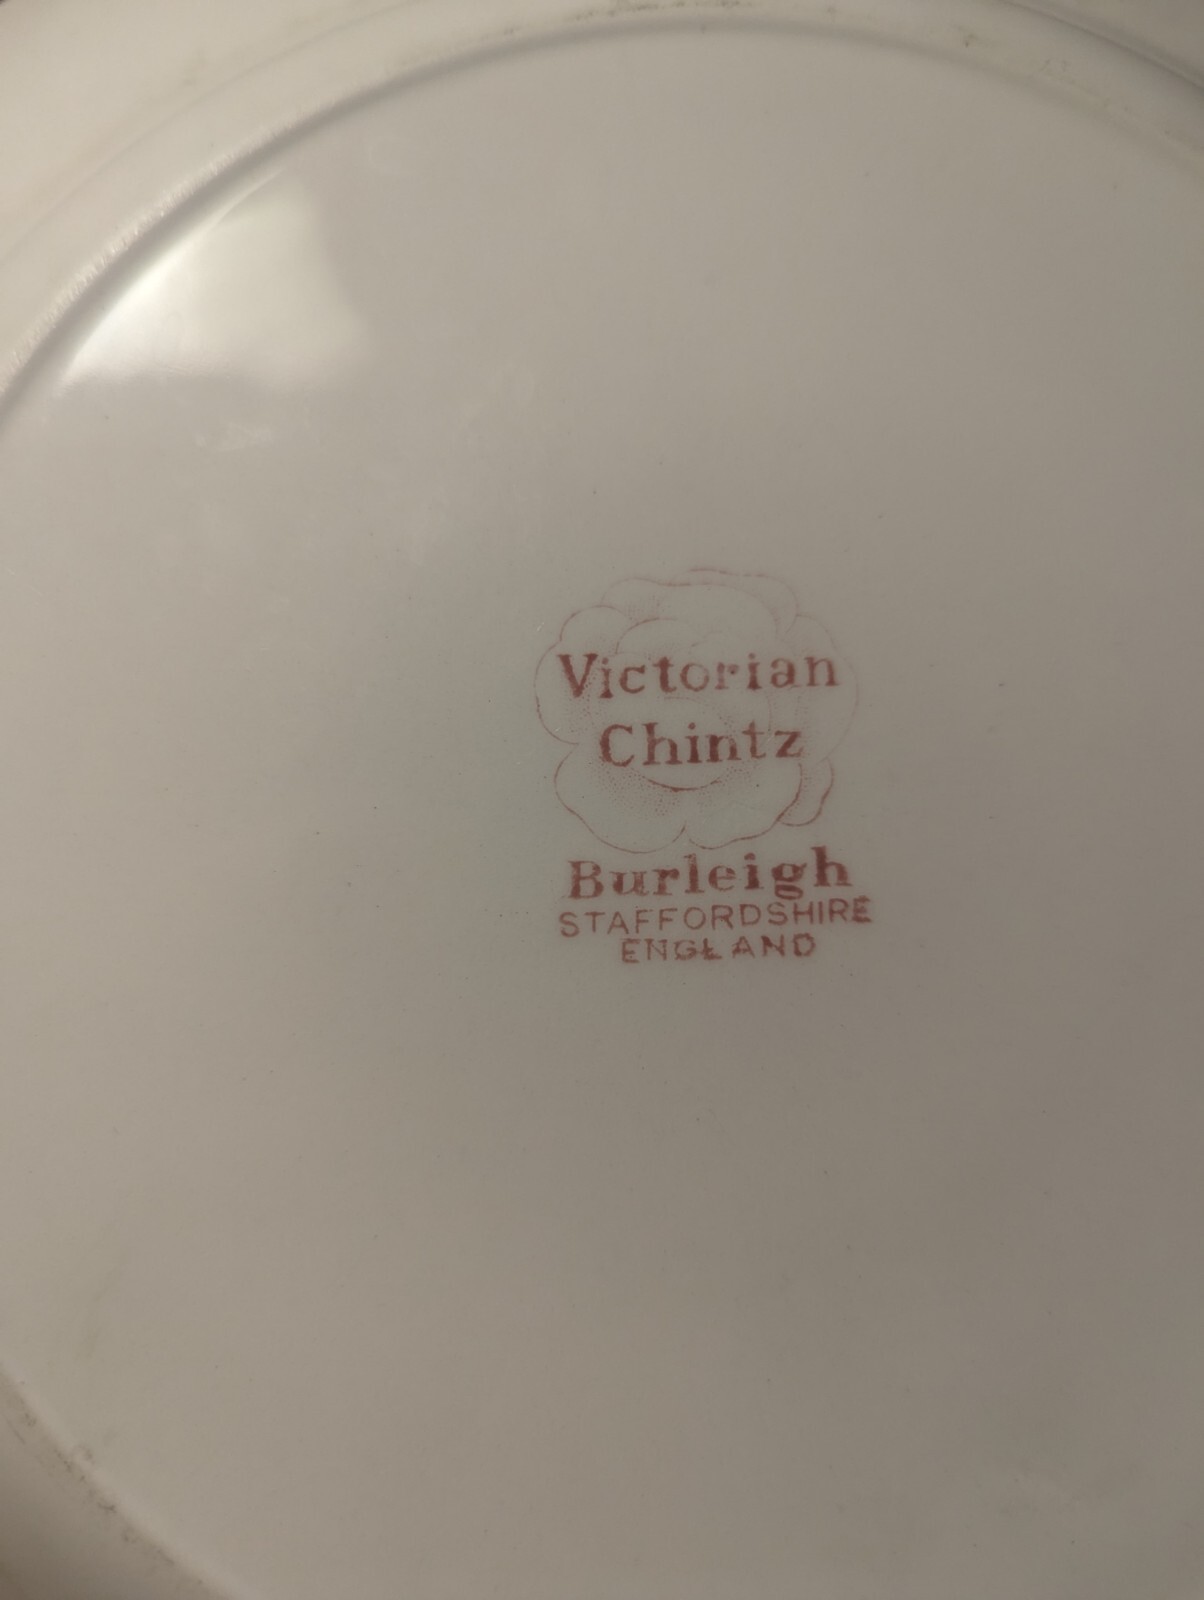 Victorian
Chintz
Burleigh
STAFFORDSHIRE
ENGLAND